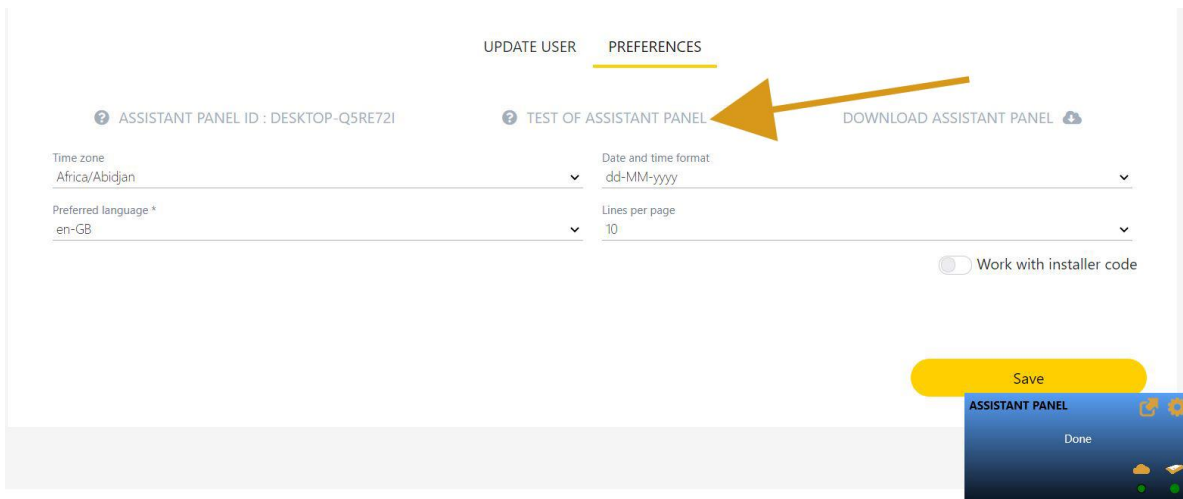 UPDATE USER PREFERENCES
ASSISTANT PANEL ID : DESKTOP-Q5RE72I TEST OF ASSISTANT PANEL DOWNLOAD ASSISTANT PANEL
Time zone Date and time format
Africa/Abidjan dd-MM-yyyy
Preferred language * Lines per page
en-GB 10
Work with installer code
Save
ASSISTANT PANEL
Done